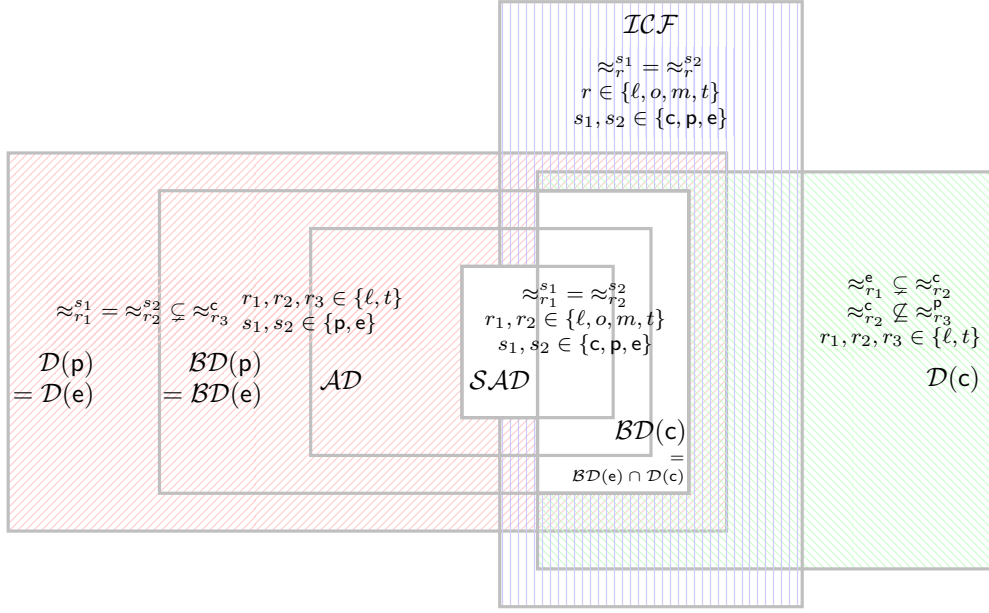 ℐ𝒞ℱ
≈_r^{s_1} = ≈_r^{s_2}
r ∈ {ℓ, o, m, t}
s_1, s_2 ∈ {c, p, e}
≈_{r_1}^{s_1} = ≈_{r_2}^{s_2} ⊊ ≈_{r_3}^{c}
r_1, r_2, r_3 ∈ {ℓ, t}
s_1, s_2 ∈ {p, e}
𝒟(p)
= 𝒟(e)
ℬ𝒟(p)
= ℬ𝒟(e)
𝒜𝒟
≈_{r_1}^{s_1} = ≈_{r_2}^{s_2}
r_1, r_2 ∈ {ℓ, o, m, t}
s_1, s_2 ∈ {c, p, e}
𝒮𝒜𝒟
ℬ𝒟(c)
=
ℬ𝒟(e) ∩ 𝒟(c)
≈_{r_1}^{e} ⊊ ≈_{r_2}^{c}
≈_{r_2}^{c} ⊈ ≈_{r_3}^{p}
r_1, r_2, r_3 ∈ {ℓ, t}
𝒟(c)